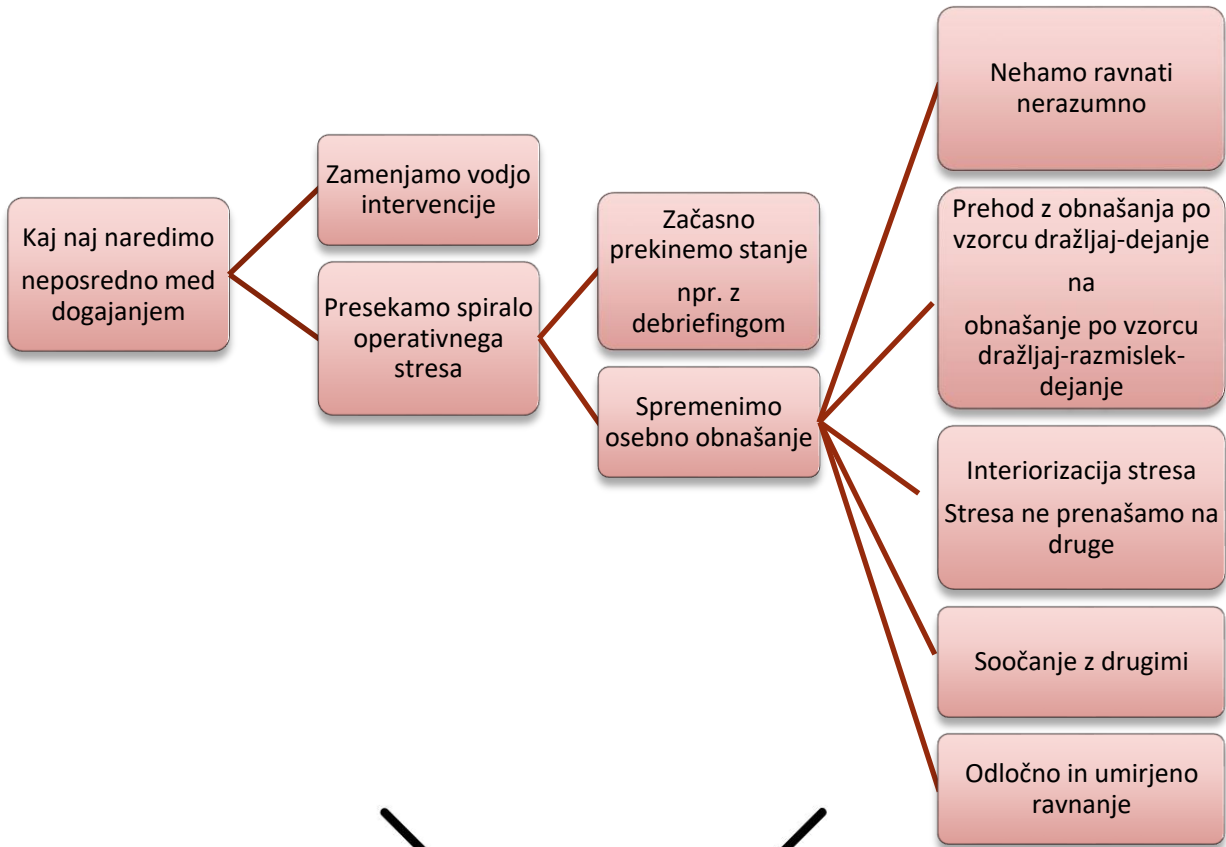 Kaj naj naredimo
neposredno med
dogajanjem
Zamenjamo vodjo
intervencije
Presekamo spiralo
operativnega
stresa
Začasno
prekinemo stanje
npr. z
debriefingom
Spremenimo
osebno obnašanje
Nehamo ravnati
nerazumno
Prehod z obnašanja po
vzorcu dražljaj-dejanje
na
obnašanje po vzorcu
dražljaj-razmislek-
dejanje
Interiorizacija stresa
Stresa ne prenašamo na
druge
Soočanje z drugimi
Odločno in umirjeno
ravnanje